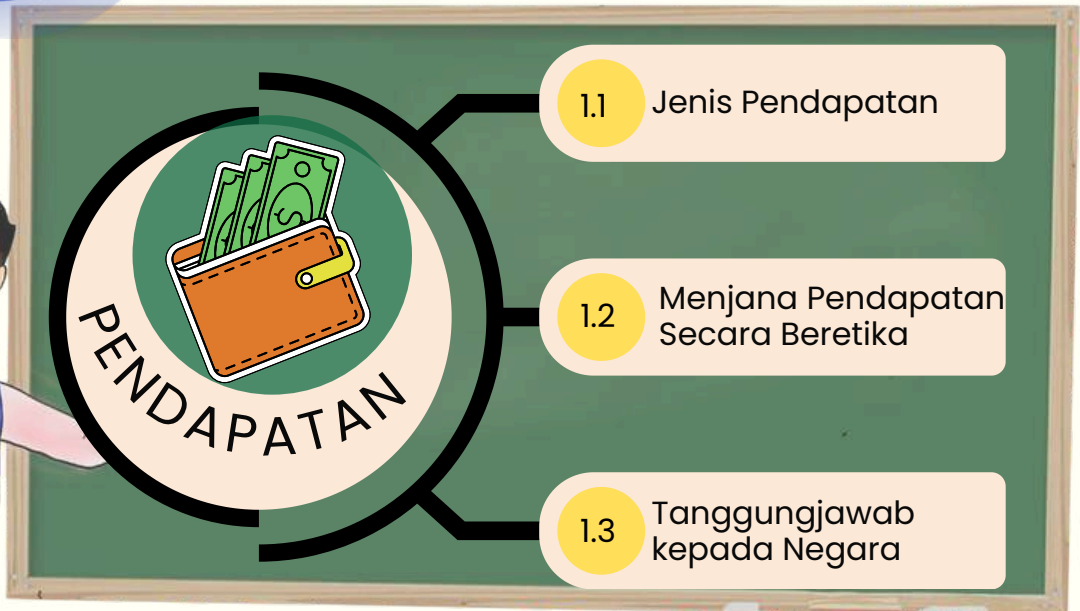 PENDAPATAN
1.1 Jenis Pendapatan
1.2 Menjana Pendapatan
Secara Beretika
1.3 Tanggungjawab
kepada Negara